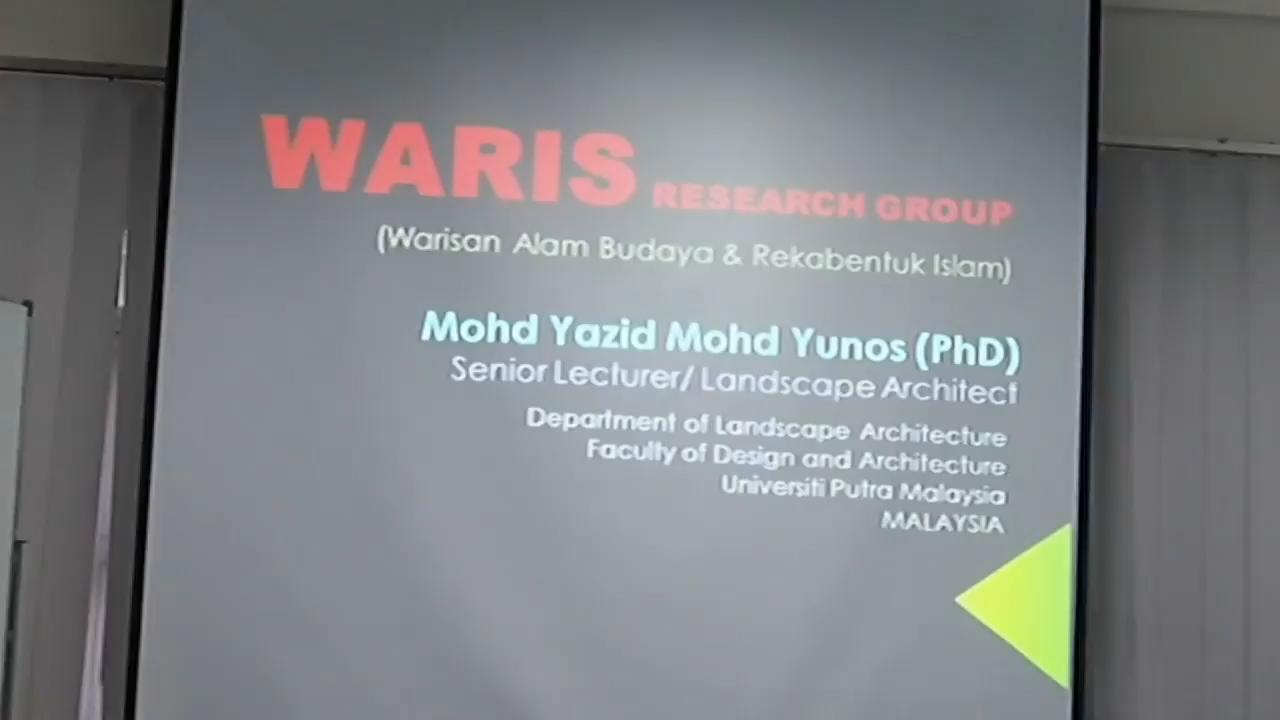 WARIS RESEARCH GROUP
(Warisan Alam Budaya & Rekabentuk Islam)
Mohd Yazid Mohd Yunos (PhD)
Senior Lecturer/ Landscape Architect
Department of Landscape Architecture
Faculty of Design and Architecture
Universiti Putra Malaysia
MALAYSIA